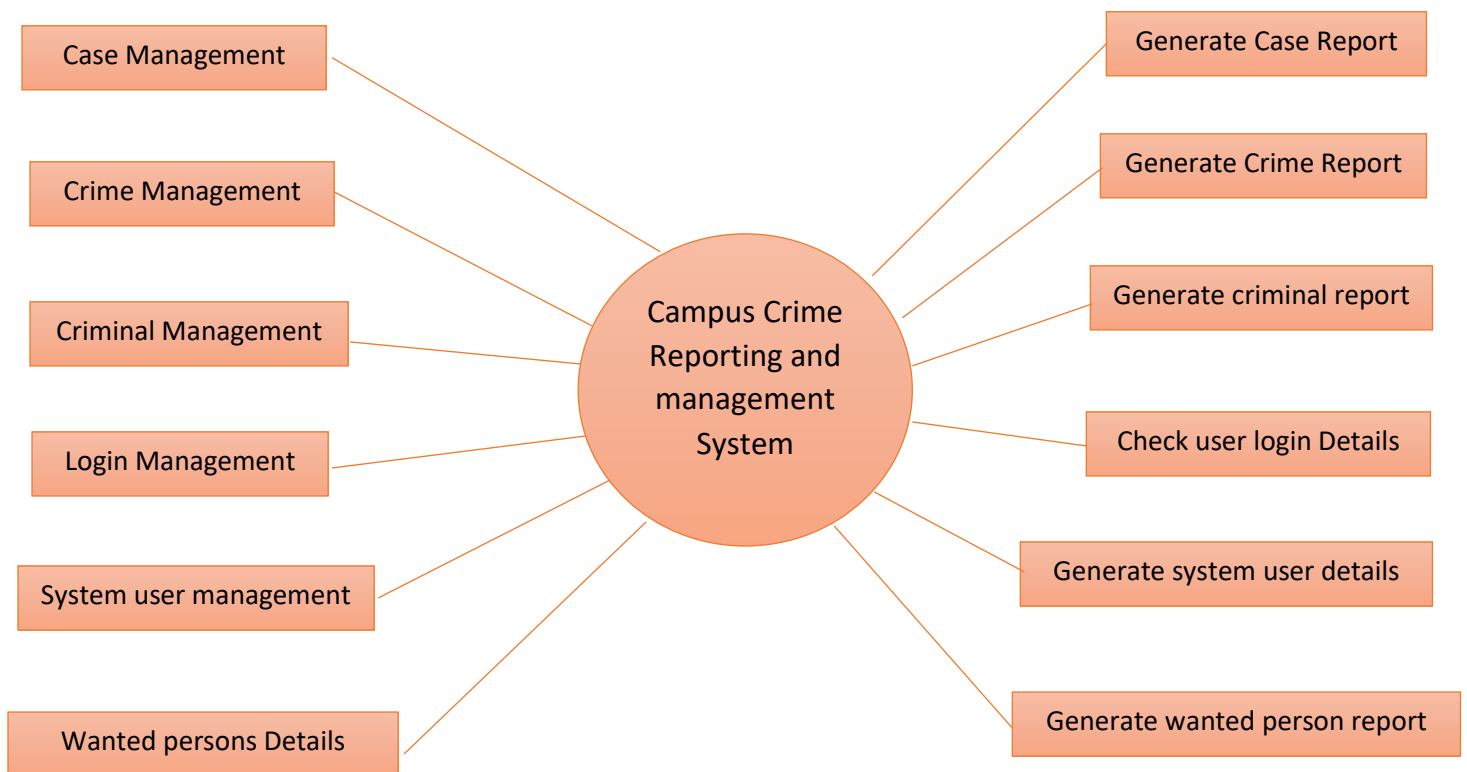 Case Management
Crime Management
Criminal Management
Login Management
System user management
Wanted persons Details
Campus Crime
Reporting and
management
System
Generate Case Report
Generate Crime Report
Generate criminal report
Check user login Details
Generate system user details
Generate wanted person report